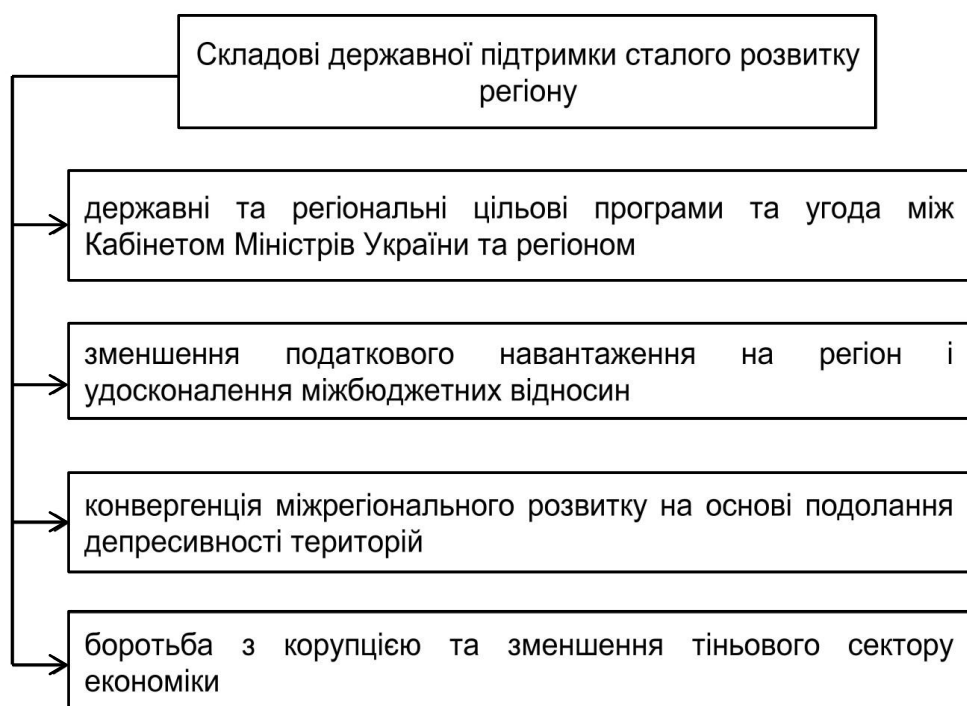 Складові державної підтримки сталого розвитку
регіону
державні та регіональні цільові програми та угода між
Кабінетом Міністрів України та регіоном
зменшення податкового навантаження на регіон і
удосконалення міжбюджетних відносин
конвергенція міжрегіонального розвитку на основі подолання
депресивності територій
боротьба з корупцією та зменшення тіньового сектору
економіки